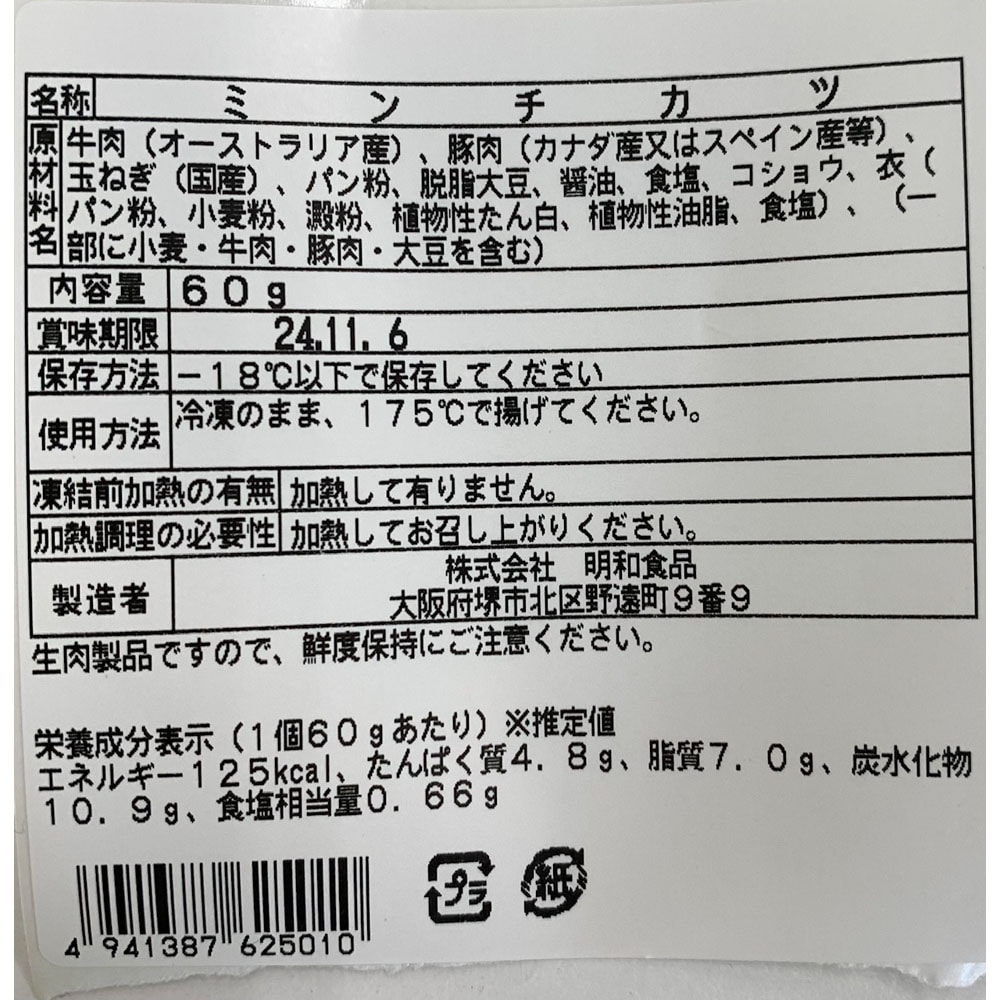 名称 ミンチカツ
原材料名 牛肉（オーストラリア産）、豚肉（カナダ産又はスペイン産等）、
玉ねぎ（国産）、パン粉、脱脂大豆、醤油、食塩、コショウ、衣（
パン粉、小麦粉、澱粉、植物性たん白、植物性油脂、食塩）、（一
部に小麦・牛肉・豚肉・大豆を含む）
内容量 60g
賞味期限 24.11.6
保存方法 －18℃以下で保存してください
使用方法 冷凍のまま、175℃で揚げてください。
凍結前加熱の有無 加熱して有りません。
加熱調理の必要性 加熱してお召し上がりください。
製造者 株式会社 明和食品
大阪府堺市北区野遠町9番9
生肉製品ですので、鮮度保持にご注意ください。
栄養成分表示（1個60gあたり）※推定値
エネルギー125kcal、たんぱく質4.8g、脂質7.0g、炭水化物
10.9g、食塩相当量0.66g
プラ 紙
4 941387 625010